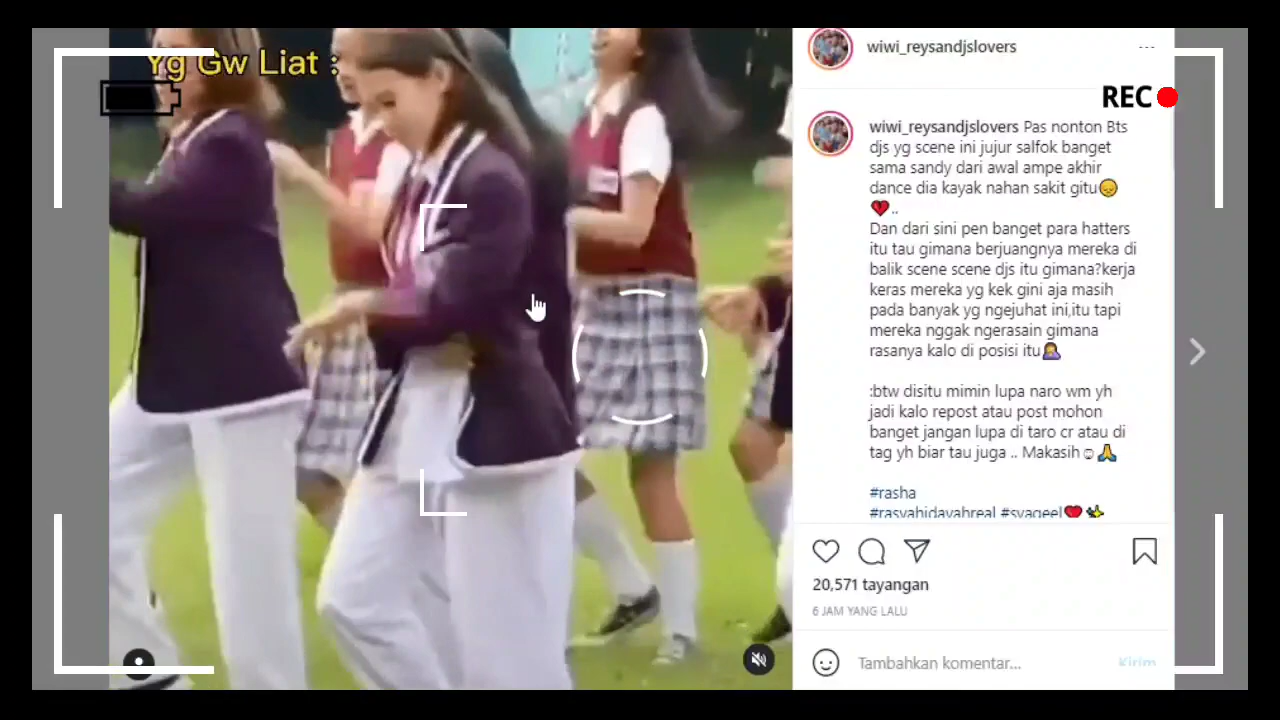 Yg Gw Liat :
wiwi_reysandjslovers
REC
wiwi_reysandjslovers Pas nonton Bts
djs yg scene ini jujur salfok banget
sama sandy dari awal ampe akhir
dance dia kayak nahan sakit gitu😔
💔..
Dan dari sini pen banget para hatters
itu tau gimana berjuangnya mereka di
balik scene scene djs itu gimana?kerja
keras mereka yg kek gini aja masih
pada banyak yg ngejuhat ini,itu tapi
mereka nggak ngerasain gimana
rasanya kalo di posisi itu🤦‍♀️
:btw disitu mimin lupa naro wm yh
jadi kalo repost atau post mohon
banget jangan lupa di taro cr atau di
tag yh biar tau juga .. Makasih☺🙏
#rasha
#rasyahidayahreal #syaqeel❤✨
20,571 tayangan
6 JAM YANG LALU
Tambahkan komentar...
Kirim